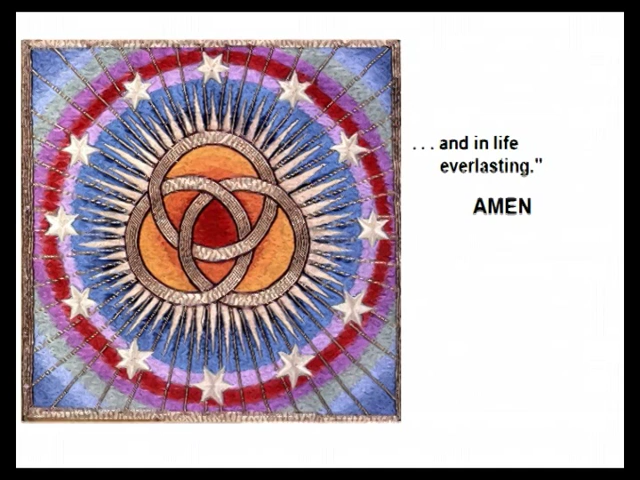 . . . and in life
everlasting."
AMEN